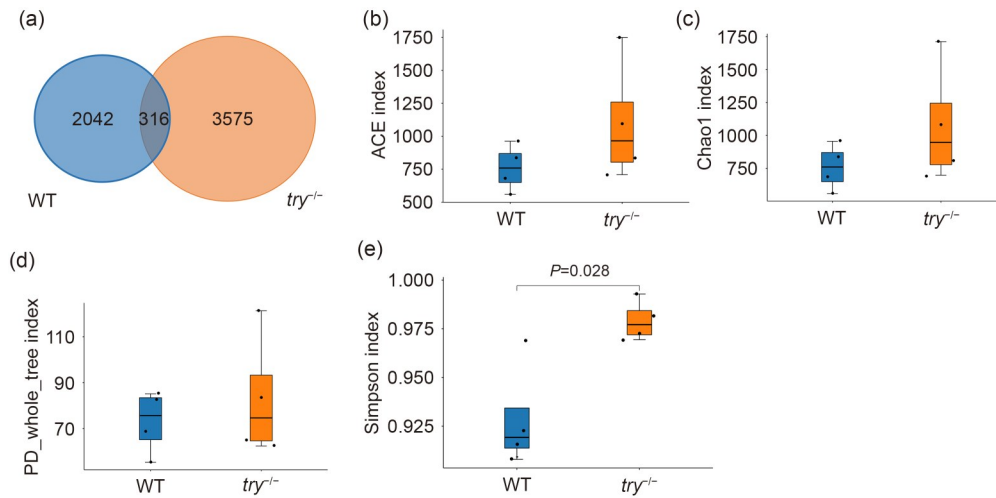 (a)
2042 316 3575
WT
try⁻/⁻
(b)
ACE index
1750
1500
1250
1000
750
500
WT
try⁻/⁻
(c)
Chao1 index
1750
1500
1250
1000
750
WT
try⁻/⁻
(d)
PD_whole_tree index
110
90
70
WT
try⁻/⁻
(e)
Simpson index
P=0.028
1.000
0.975
0.950
0.925
WT
try⁻/⁻